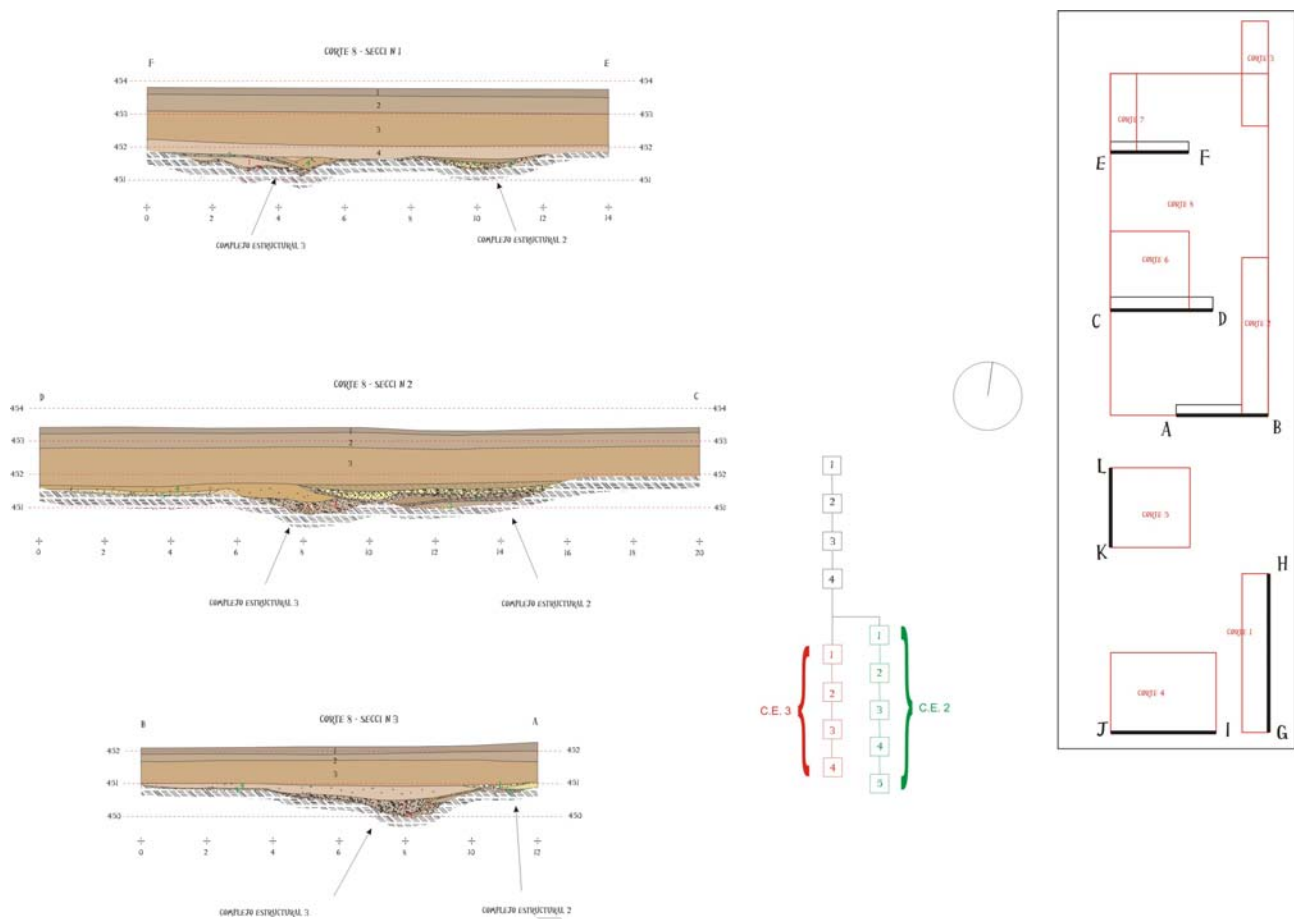 CORTE 8 - SECCI N 1
F E
454 454
453 453
452 452
451 451
1
2
3
4
0 2 4 6 8 10 12 14
COMPLEJO ESTRUCTURAL 3
COMPLEJO ESTRUCTURAL 2
CORTE 8 - SECCI N 2
D C
454 454
453 453
452 452
451 451
1
2
3
0 2 4 6 8 10 12 14 16 18 20
COMPLEJO ESTRUCTURAL 3
COMPLEJO ESTRUCTURAL 2
CORTE 8 - SECCI N 3
B A
452 452
451 451
450 450
1
2
3
0 2 4 6 8 10 12
COMPLEJO ESTRUCTURAL 3
COMPLEJO ESTRUCTURAL 2
1
2
3
4
C.E. 3
1
2
3
4
1
2
3
4
5
C.E. 2
CORTE 3
CORTE 7
E F
CORTE 8
CORTE 6
C D
CORTE 2
A B
L
CORTE 5
K
H
CORTE 1
CORTE 4
J I G